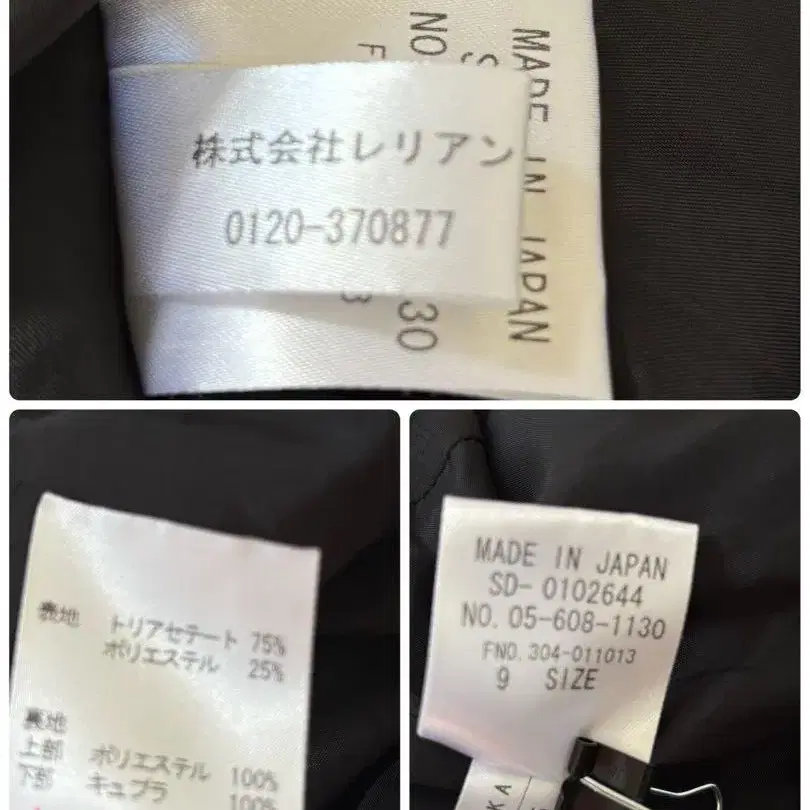 株式会社レリアン
0120-370877
MADE IN JAPAN
NO
30
表地 トリアセテート 75%
ポリエステル 25%
裏地
上部 ポリエステル 100%
下部 キュプラ 100%
MADE IN JAPAN
SD-0102644
NO. 05-608-1130
FNO. 304-011013
9 SIZE